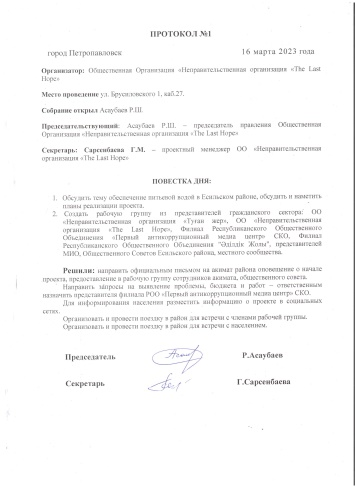 ПРОТОКОЛ №1
город Петропавловск 16 марта 2023 года
Организатор: Общественная Организация «Неправительственная организация «The Last
Hope»
Место проведение ул. Брусиловского 1, каб.27.
Собрание открыл Асаубаев Р.Ш.
Председательствующий: Асаубаев Р.Ш. – председатель правления Общественная
Организация «Неправительственная организация «The Last Hope»
Секретарь: Сарсенбаева Г.М. – проектный менеджер ОО «Неправительственная
организация «The Last Hope»
ПОВЕСТКА ДНЯ:
1. Обсудить тему обеспечение питьевой водой в Есильском районе, обсудить и наметить
планы реализации проекта.
2. Создать рабочую группу из представителей гражданского сектора: ОО
«Неправительственная организация «Туған жер», ОО «Неправительственная
организация «The Last Hope», Филиал Республиканского Общественного
Объединения «Первый антикоррупционный медиа центр» СКО, Филиал
Республиканского Общественного Объединения "Әділдік Жолы", представителей
МИО, Общественного Советов Есильского района, местного сообщества.
Решили: направить официальным письмом на акимат района оповещение о начале
проекта, предоставление в рабочую группу сотрудников акимата, общественного совета.
Направить запросы на выявление проблемы, бюджета и работ – ответственным
назначить представителя филиала РОО «Первый антикоррупционный медиа центр» СКО.
Для информирования населения разместить информацию о проекте в социальных
сетях.
Организовать и провести поездку в район для встречи с членами рабочей группы.
Организовать и провести поездку в район для встречи с населением.
Председатель Р.Асаубаев
Секретарь Г.Сарсенбаева